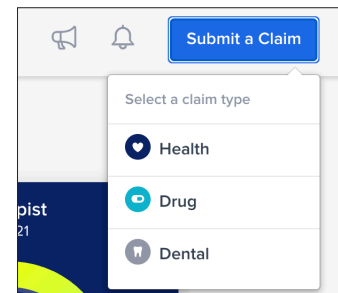 Submit a Claim
Select a claim type
Health
Drug
Dental
pist
21